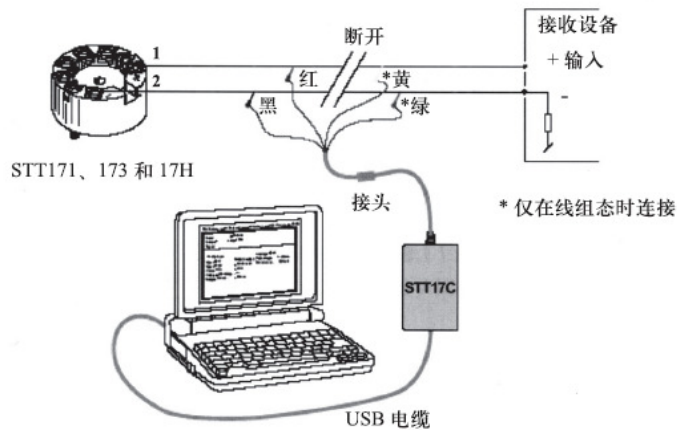 接收设备
断开
1
+ 输入
红
*黄
2
黑
*绿
-
STT171、173 和 17H
接头
* 仅在线组态时连接
STT17C
USB 电缆